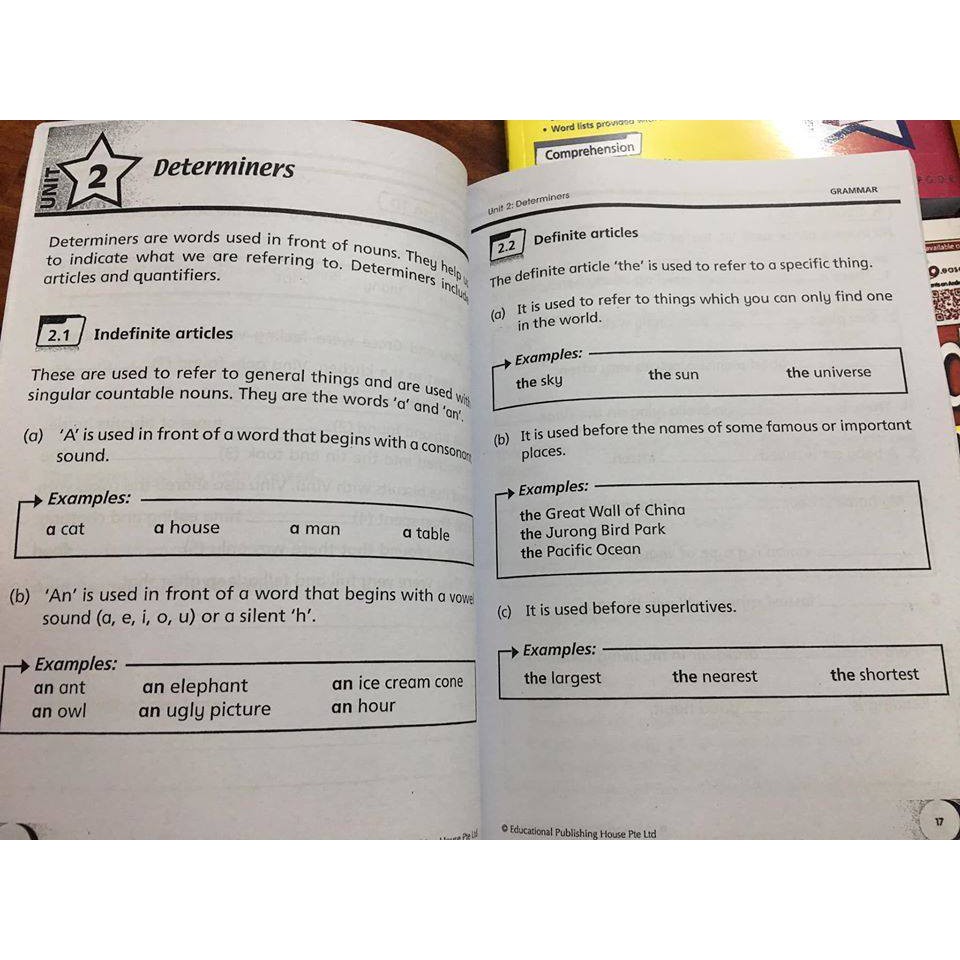 UNIT
2
Determiners
Determiners are words used in front of nouns. They help
to indicate what we are referring to. Determiners include
articles and quantifiers.
2.1 Indefinite articles
These are used to refer to general things and are used with
singular countable nouns. They are the words ‘a’ and ‘an’.
(a) ‘A’ is used in front of a word that begins with a consonant
sound.
Examples:
a cat a house a man a table
(b) ‘An’ is used in front of a word that begins with a vowel
sound (a, e, i, o, u) or a silent ‘h’.
Examples:
an ant an elephant an ice cream cone
an owl an ugly picture an hour
Pte Ltd
Unit 2: Determiners GRAMMAR
2.2 Definite articles
The definite article ‘the’ is used to refer to a specific thing.
(a) It is used to refer to things which you can only find one
in the world.
Examples:
the sky the sun the universe
(b) It is used before the names of some famous or important
places.
Examples:
the Great Wall of China
the Jurong Bird Park
the Pacific Ocean
(c) It is used before superlatives.
Examples:
the largest the nearest the shortest
© Educational Publishing House Pte Ltd
17
• Word lists provided
Comprehension